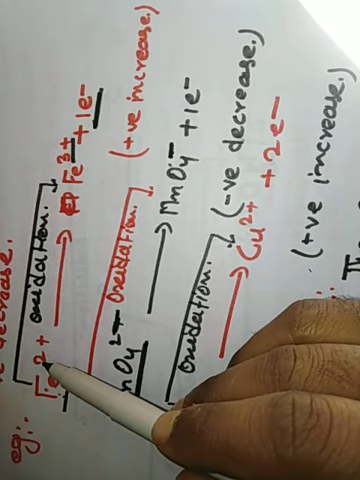 decrease.
eg:- Fe2+ oxidation. → Fe3+ + 1e-
(+ve increase.)
nO4 2- oxidation. → MnO4- + 1e-
(-ve decrease.)
oxidation. → Cu2+ + 2e-
(+ve increase.)